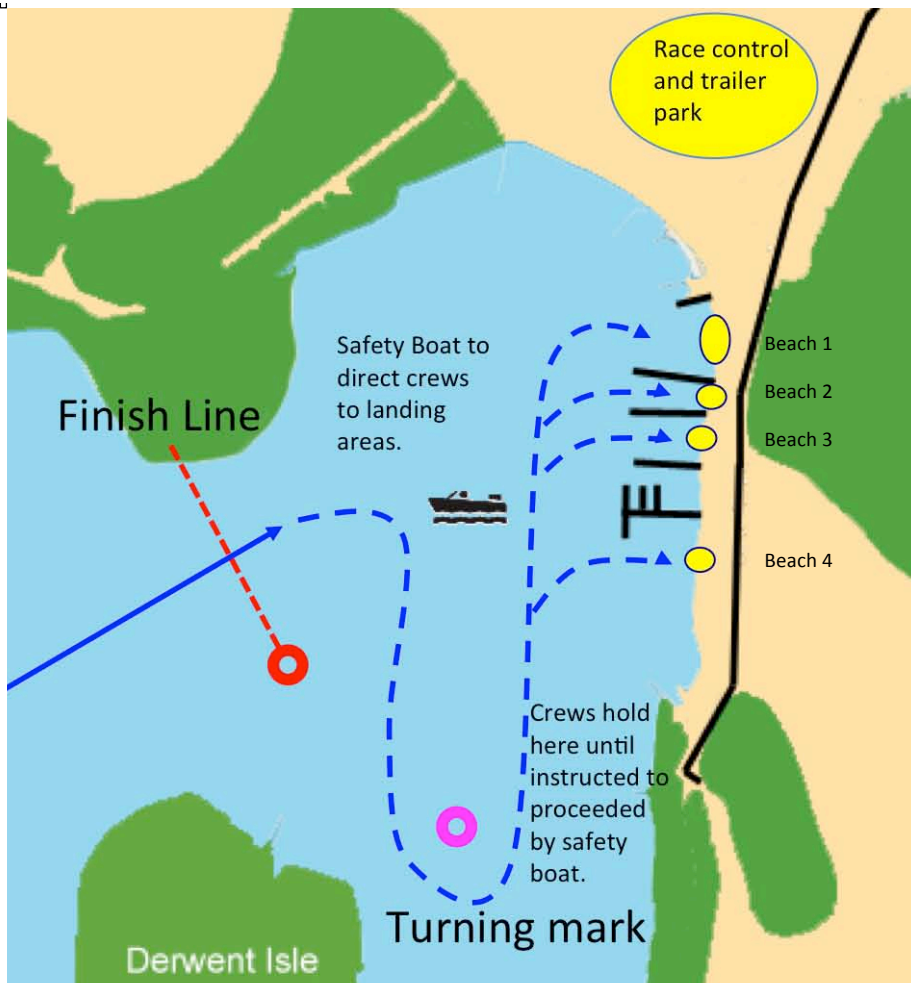 Race control
and trailer
park
Safety Boat to
direct crews
to landing
areas.
Finish Line
Beach 1
Beach 2
Beach 3
Beach 4
Crews hold
here until
instructed to
proceeded
by safety
boat.
Turning mark
Derwent Isle